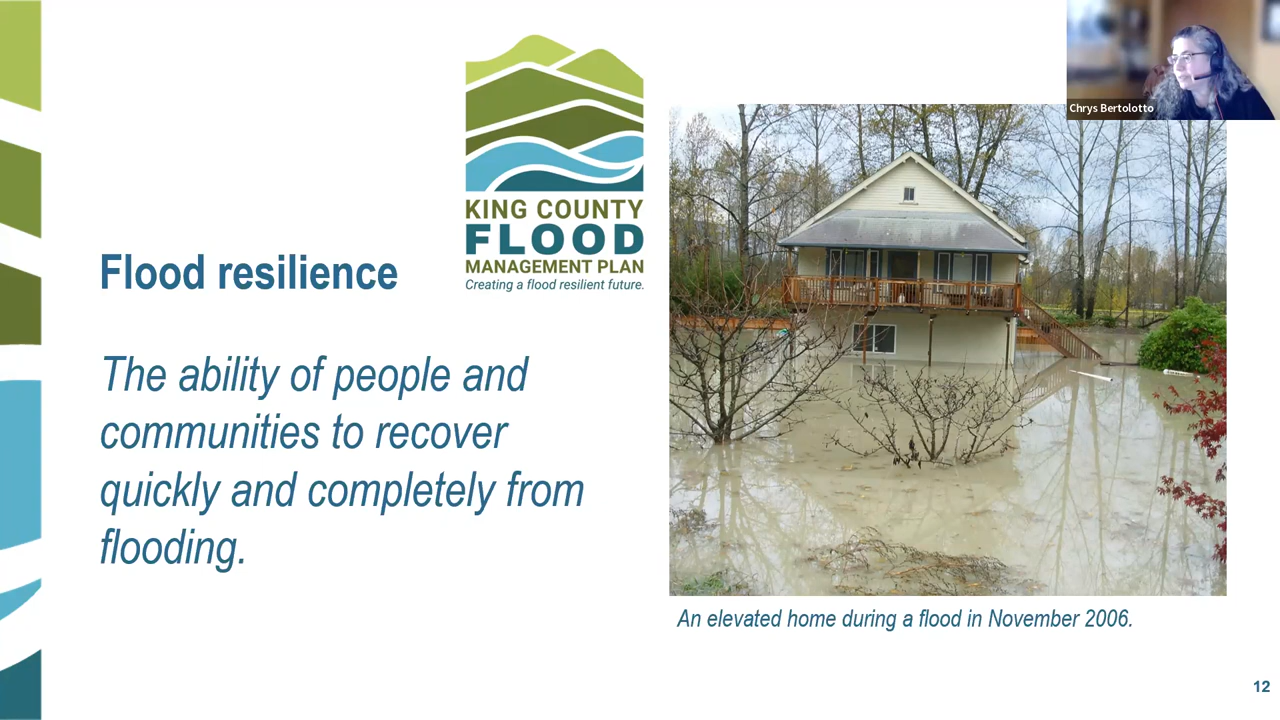 Chrys Bertolotto
KING COUNTY
FLOOD
MANAGEMENT PLAN
Creating a flood resilient future.
Flood resilience
The ability of people and
communities to recover
quickly and completely from
flooding.
An elevated home during a flood in November 2006.
12